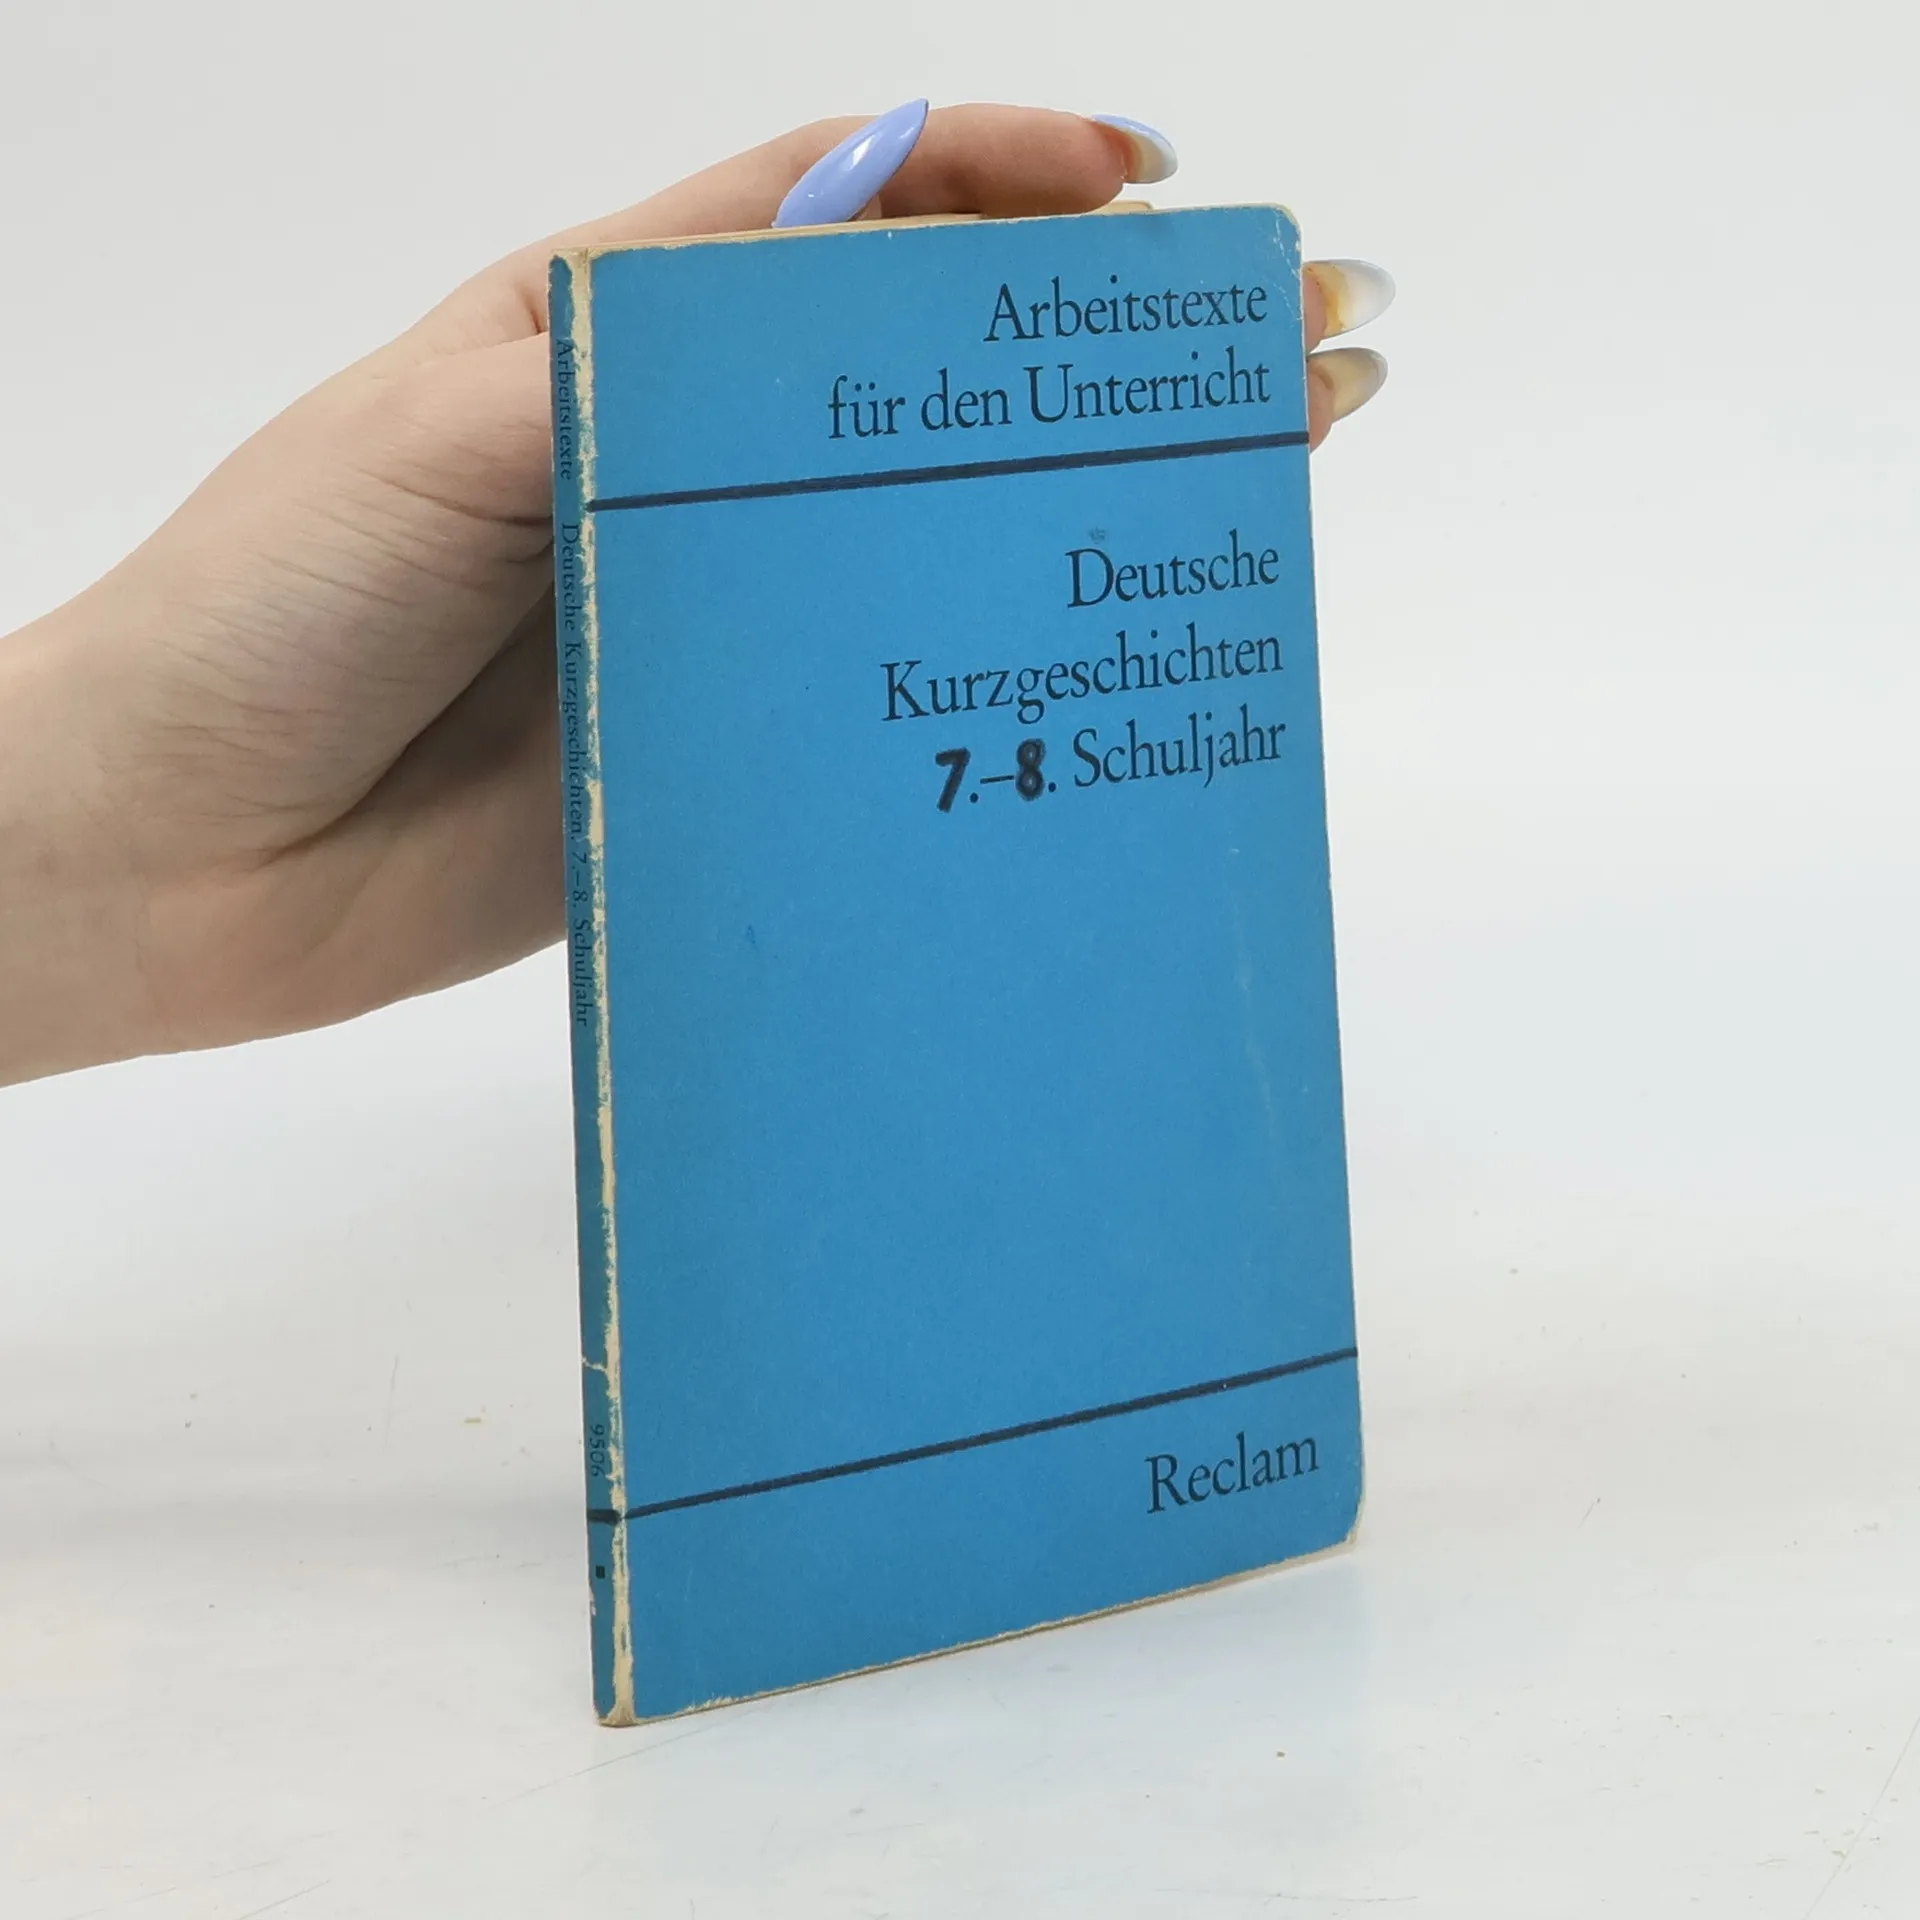 Arbeitstexte
für den Unterricht
Deutsche
Kurzgeschichten
7.–8. Schuljahr
Reclam
Arbeitstexte Deutsche Kurzgeschichten. 7.–8. Schuljahr 9506